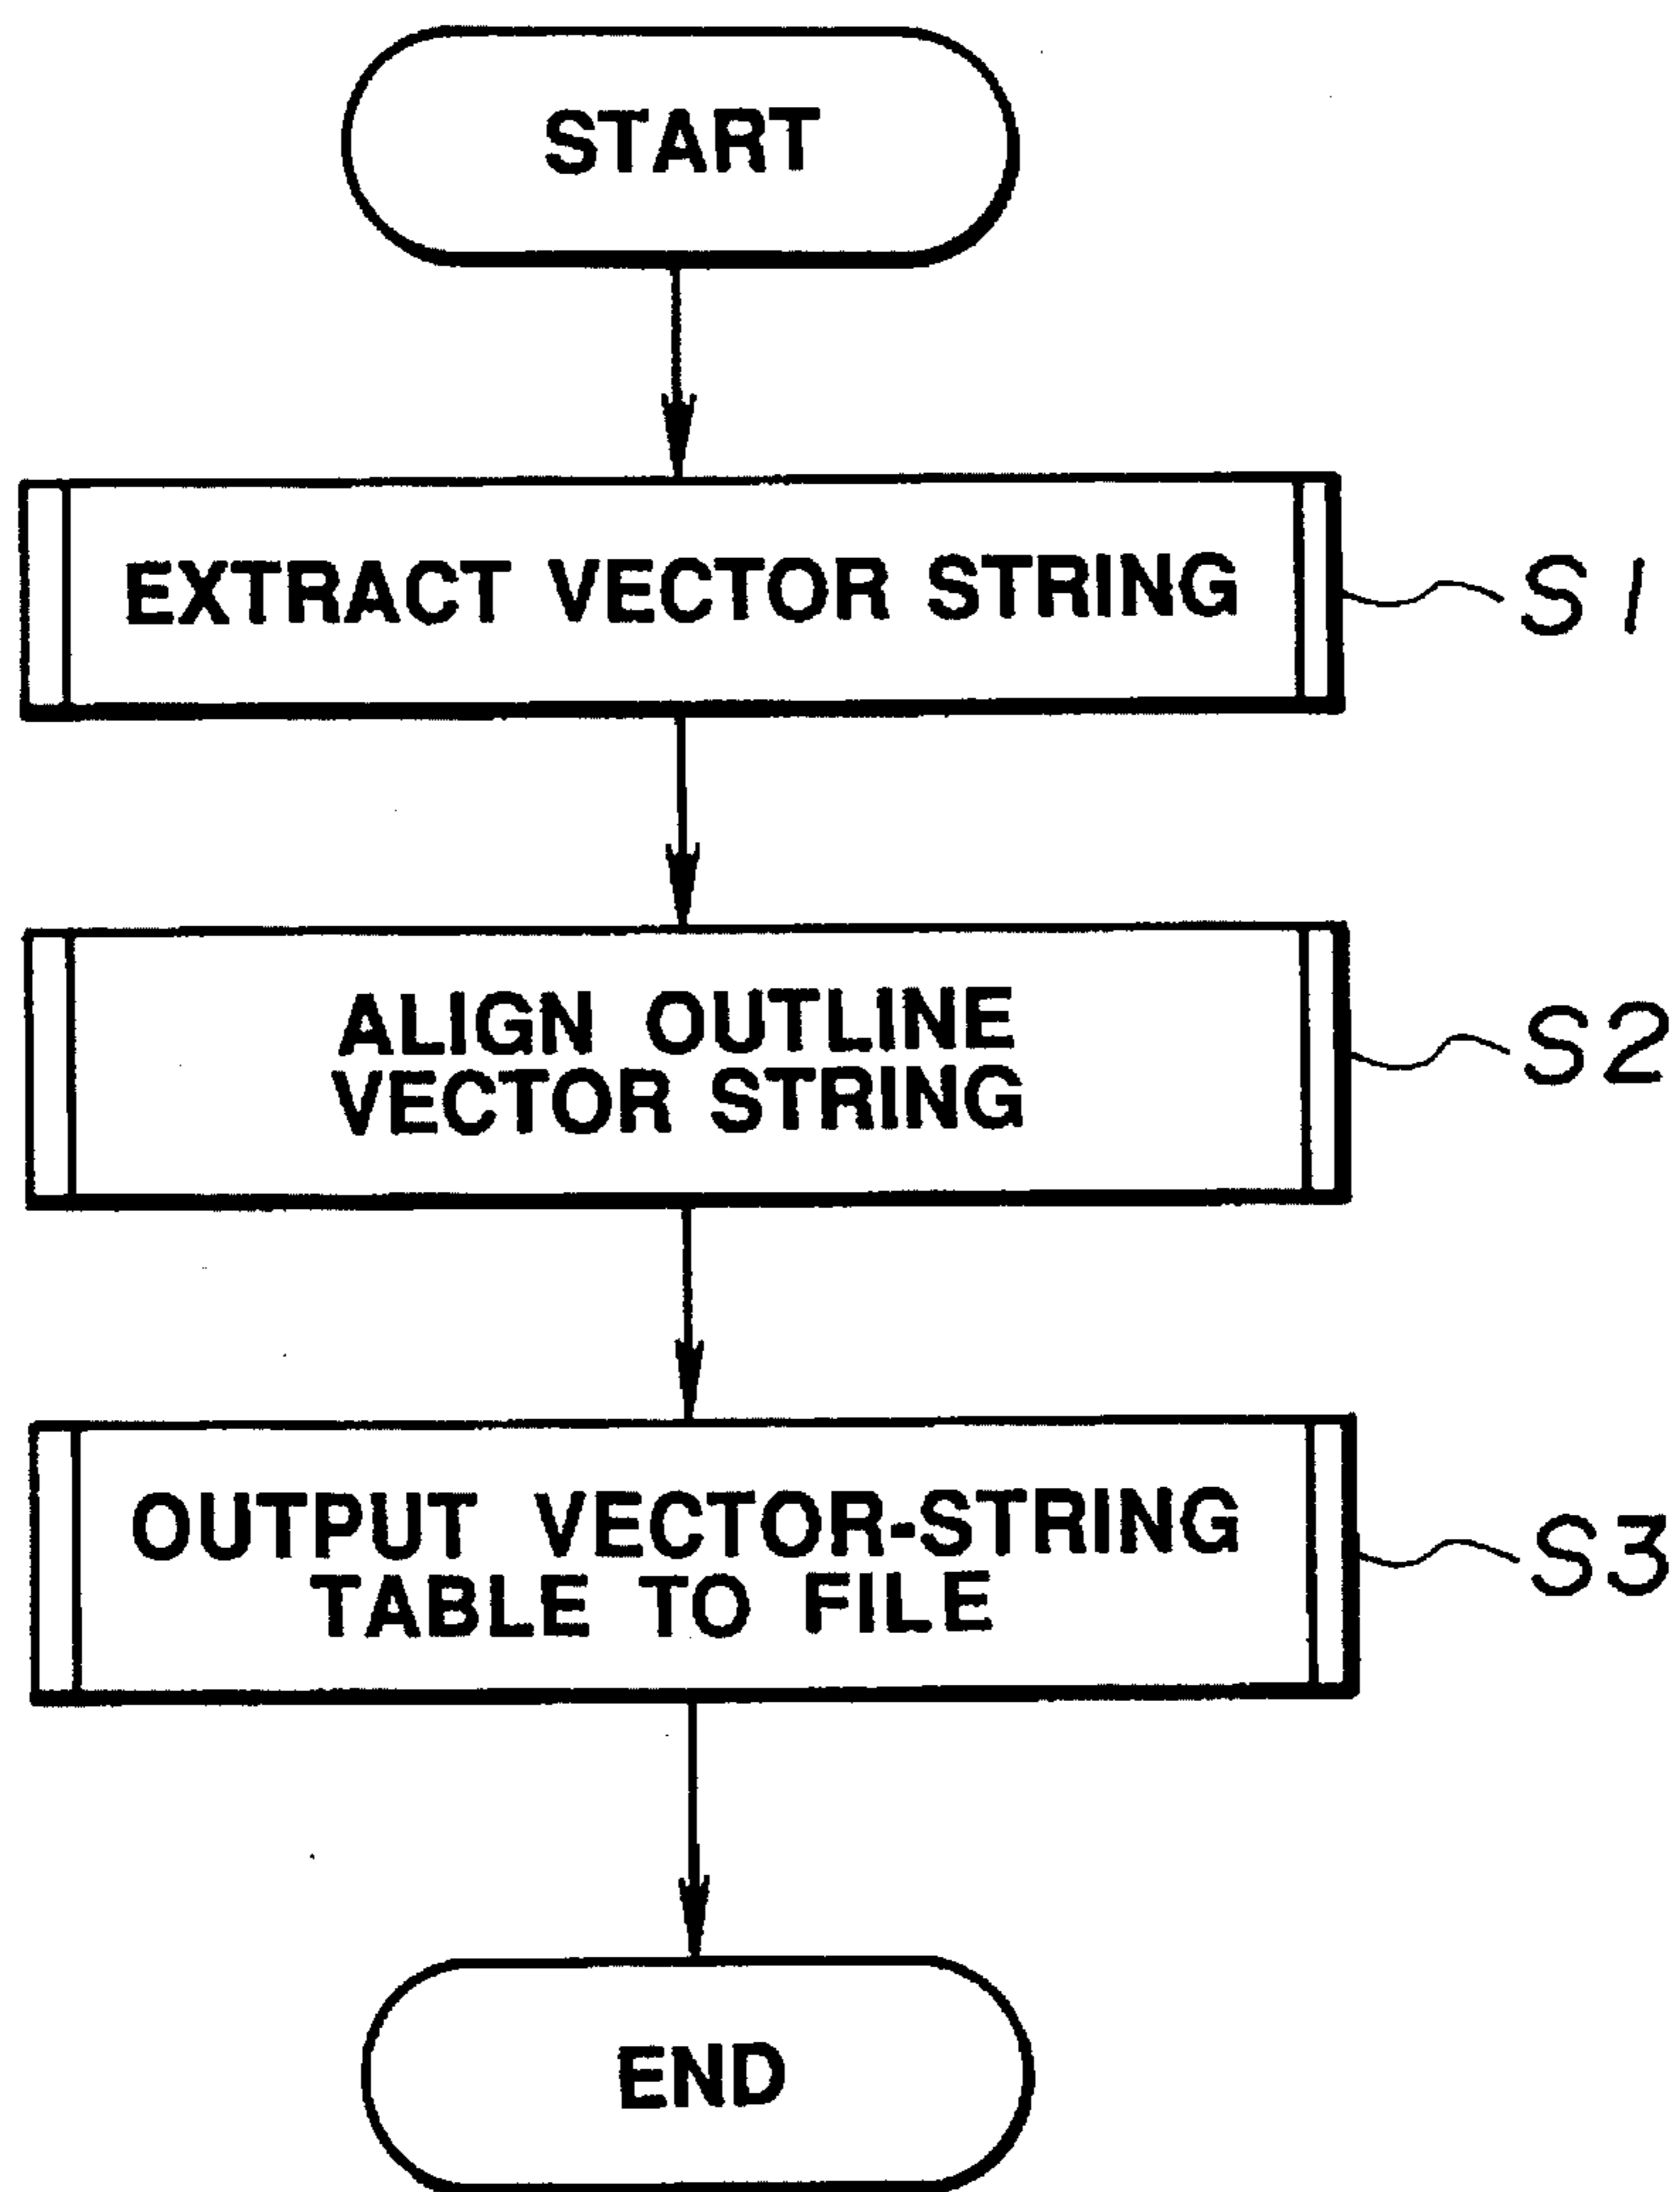 START
EXTRACT VECTOR STRING
S1
ALIGN OUTLINE
VECTOR STRING
S2
OUTPUT VECTOR-STRING
TABLE TO FILE
S3
END